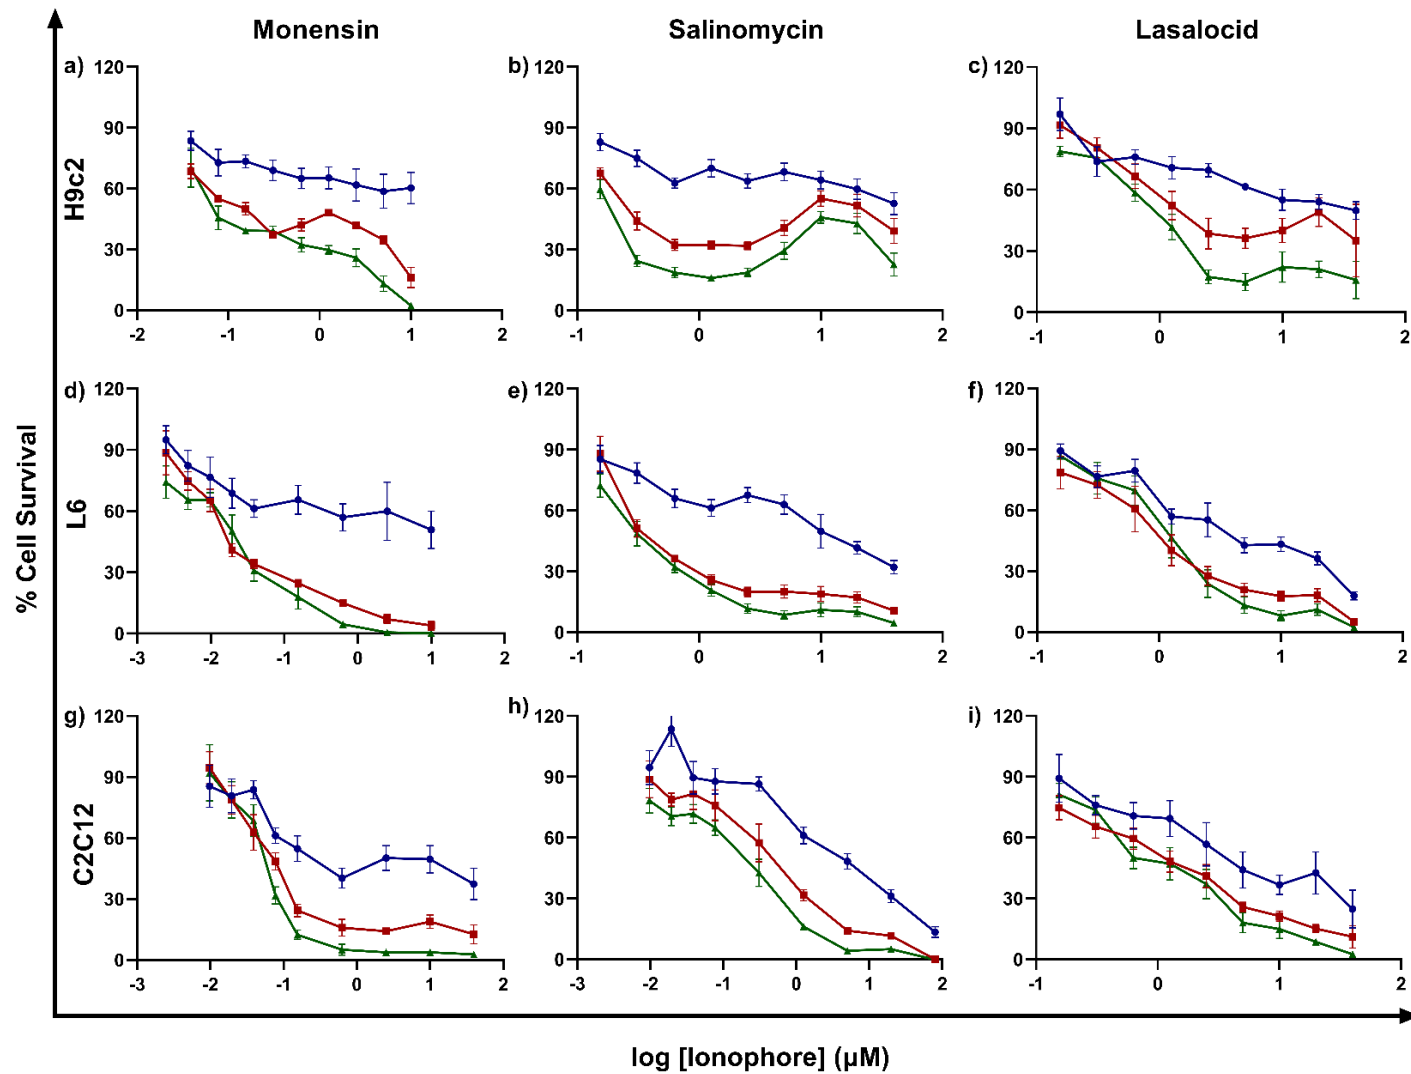 Monensin Salinomycin Lasalocid
a) b) c)
H9c2
120 120 120
90 90 90
60 60 60
30 30 30
0 0 0
-2 -1 0 1 2 -1 0 1 2 -1 0 1 2
d) e) f)
L6
120 120 120
90 90 90
60 60 60
30 30 30
0 0 0
-3 -2 -1 0 1 2 -1 0 1 2 -1 0 1 2
g) h) i)
C2C12
120 120 120
90 90 90
60 60 60
30 30 30
0 0 0
-3 -2 -1 0 1 2 -3 -2 -1 0 1 2 -1 0 1 2
% Cell Survival
log [Ionophore] (µM)